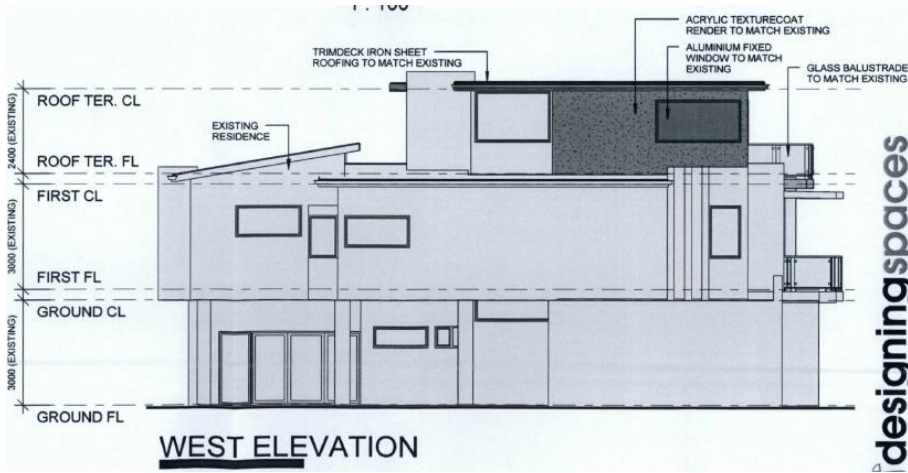 1 : 100
ACRYLIC TEXTURECOAT
RENDER TO MATCH EXISTING
TRIMDECK IRON SHEET
ROOFING TO MATCH EXISTING
ALUMINIUM FIXED
WINDOW TO MATCH
EXISTING
GLASS BALUSTRADE
TO MATCH EXISTING
ROOF TER. CL
2400 (EXISTING)
EXISTING
RESIDENCE
ROOF TER. FL
FIRST CL
3000 (EXISTING)
FIRST FL
GROUND CL
3000 (EXISTING)
GROUND FL
WEST ELEVATION
designingspaces